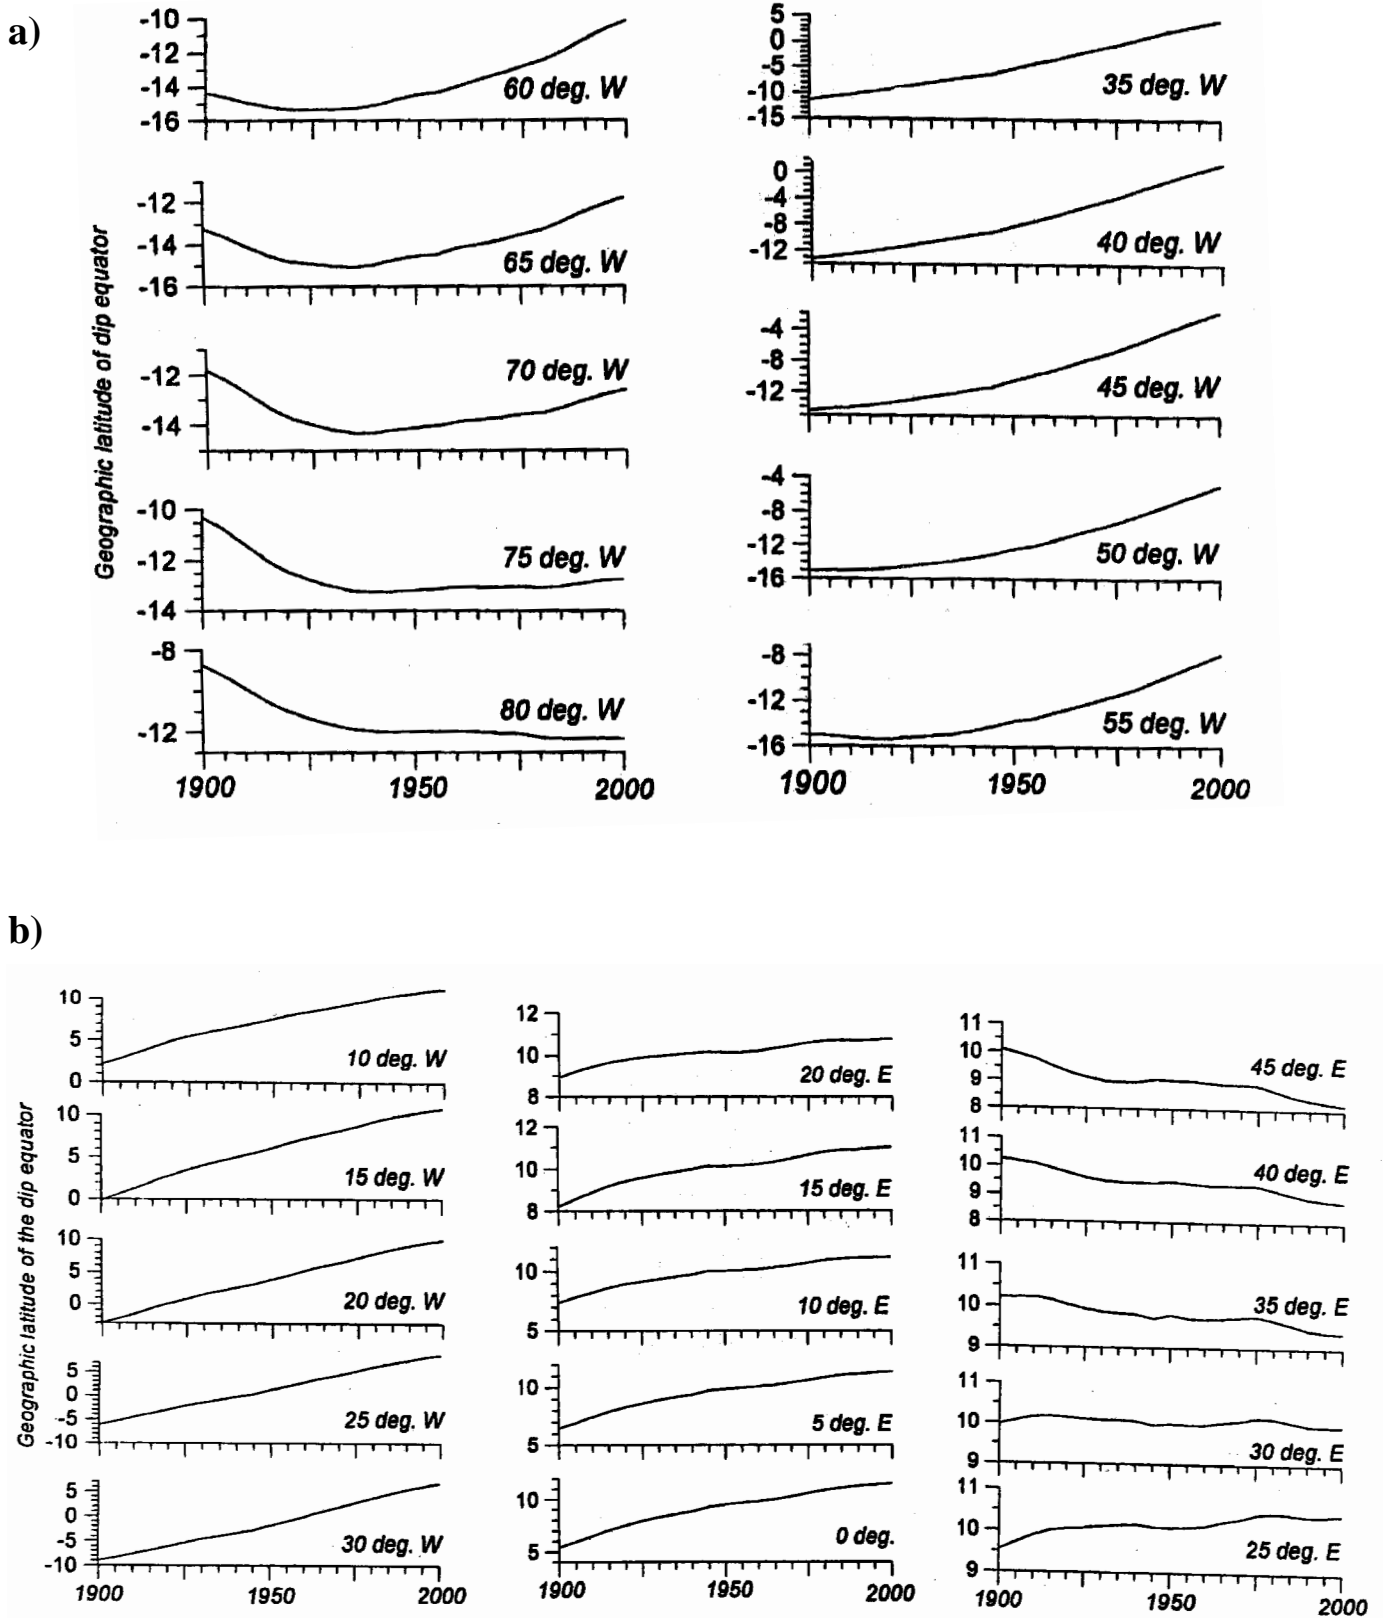 a)
Geographic latitude of dip equator
-10
-12
-14
-16
60 deg. W
-12
-14
-16
65 deg. W
-12
-14
70 deg. W
-10
-12
-14
75 deg. W
-8
-12
80 deg. W
1900 1950 2000
5
0
-5
-10
-15
35 deg. W
0
-4
-8
-12
40 deg. W
-4
-8
-12
45 deg. W
-4
-8
-12
-16
50 deg. W
-8
-12
-16
55 deg. W
1900 1950 2000
b)
Geographic latitude of the dip equator
10
5
0
10 deg. W
10
5
0
15 deg. W
10
5
0
20 deg. W
5
0
-5
-10
25 deg. W
5
0
-5
-10
30 deg. W
1900 1950 2000
12
10
8
20 deg. E
12
10
8
15 deg. E
10
5
10 deg. E
10
5
5 deg. E
10
5
0 deg.
1900 1950 2000
11
10
9
8
45 deg. E
11
10
9
8
40 deg. E
11
10
9
35 deg. E
11
10
9
30 deg. E
11
10
9
25 deg. E
1900 1950 2000